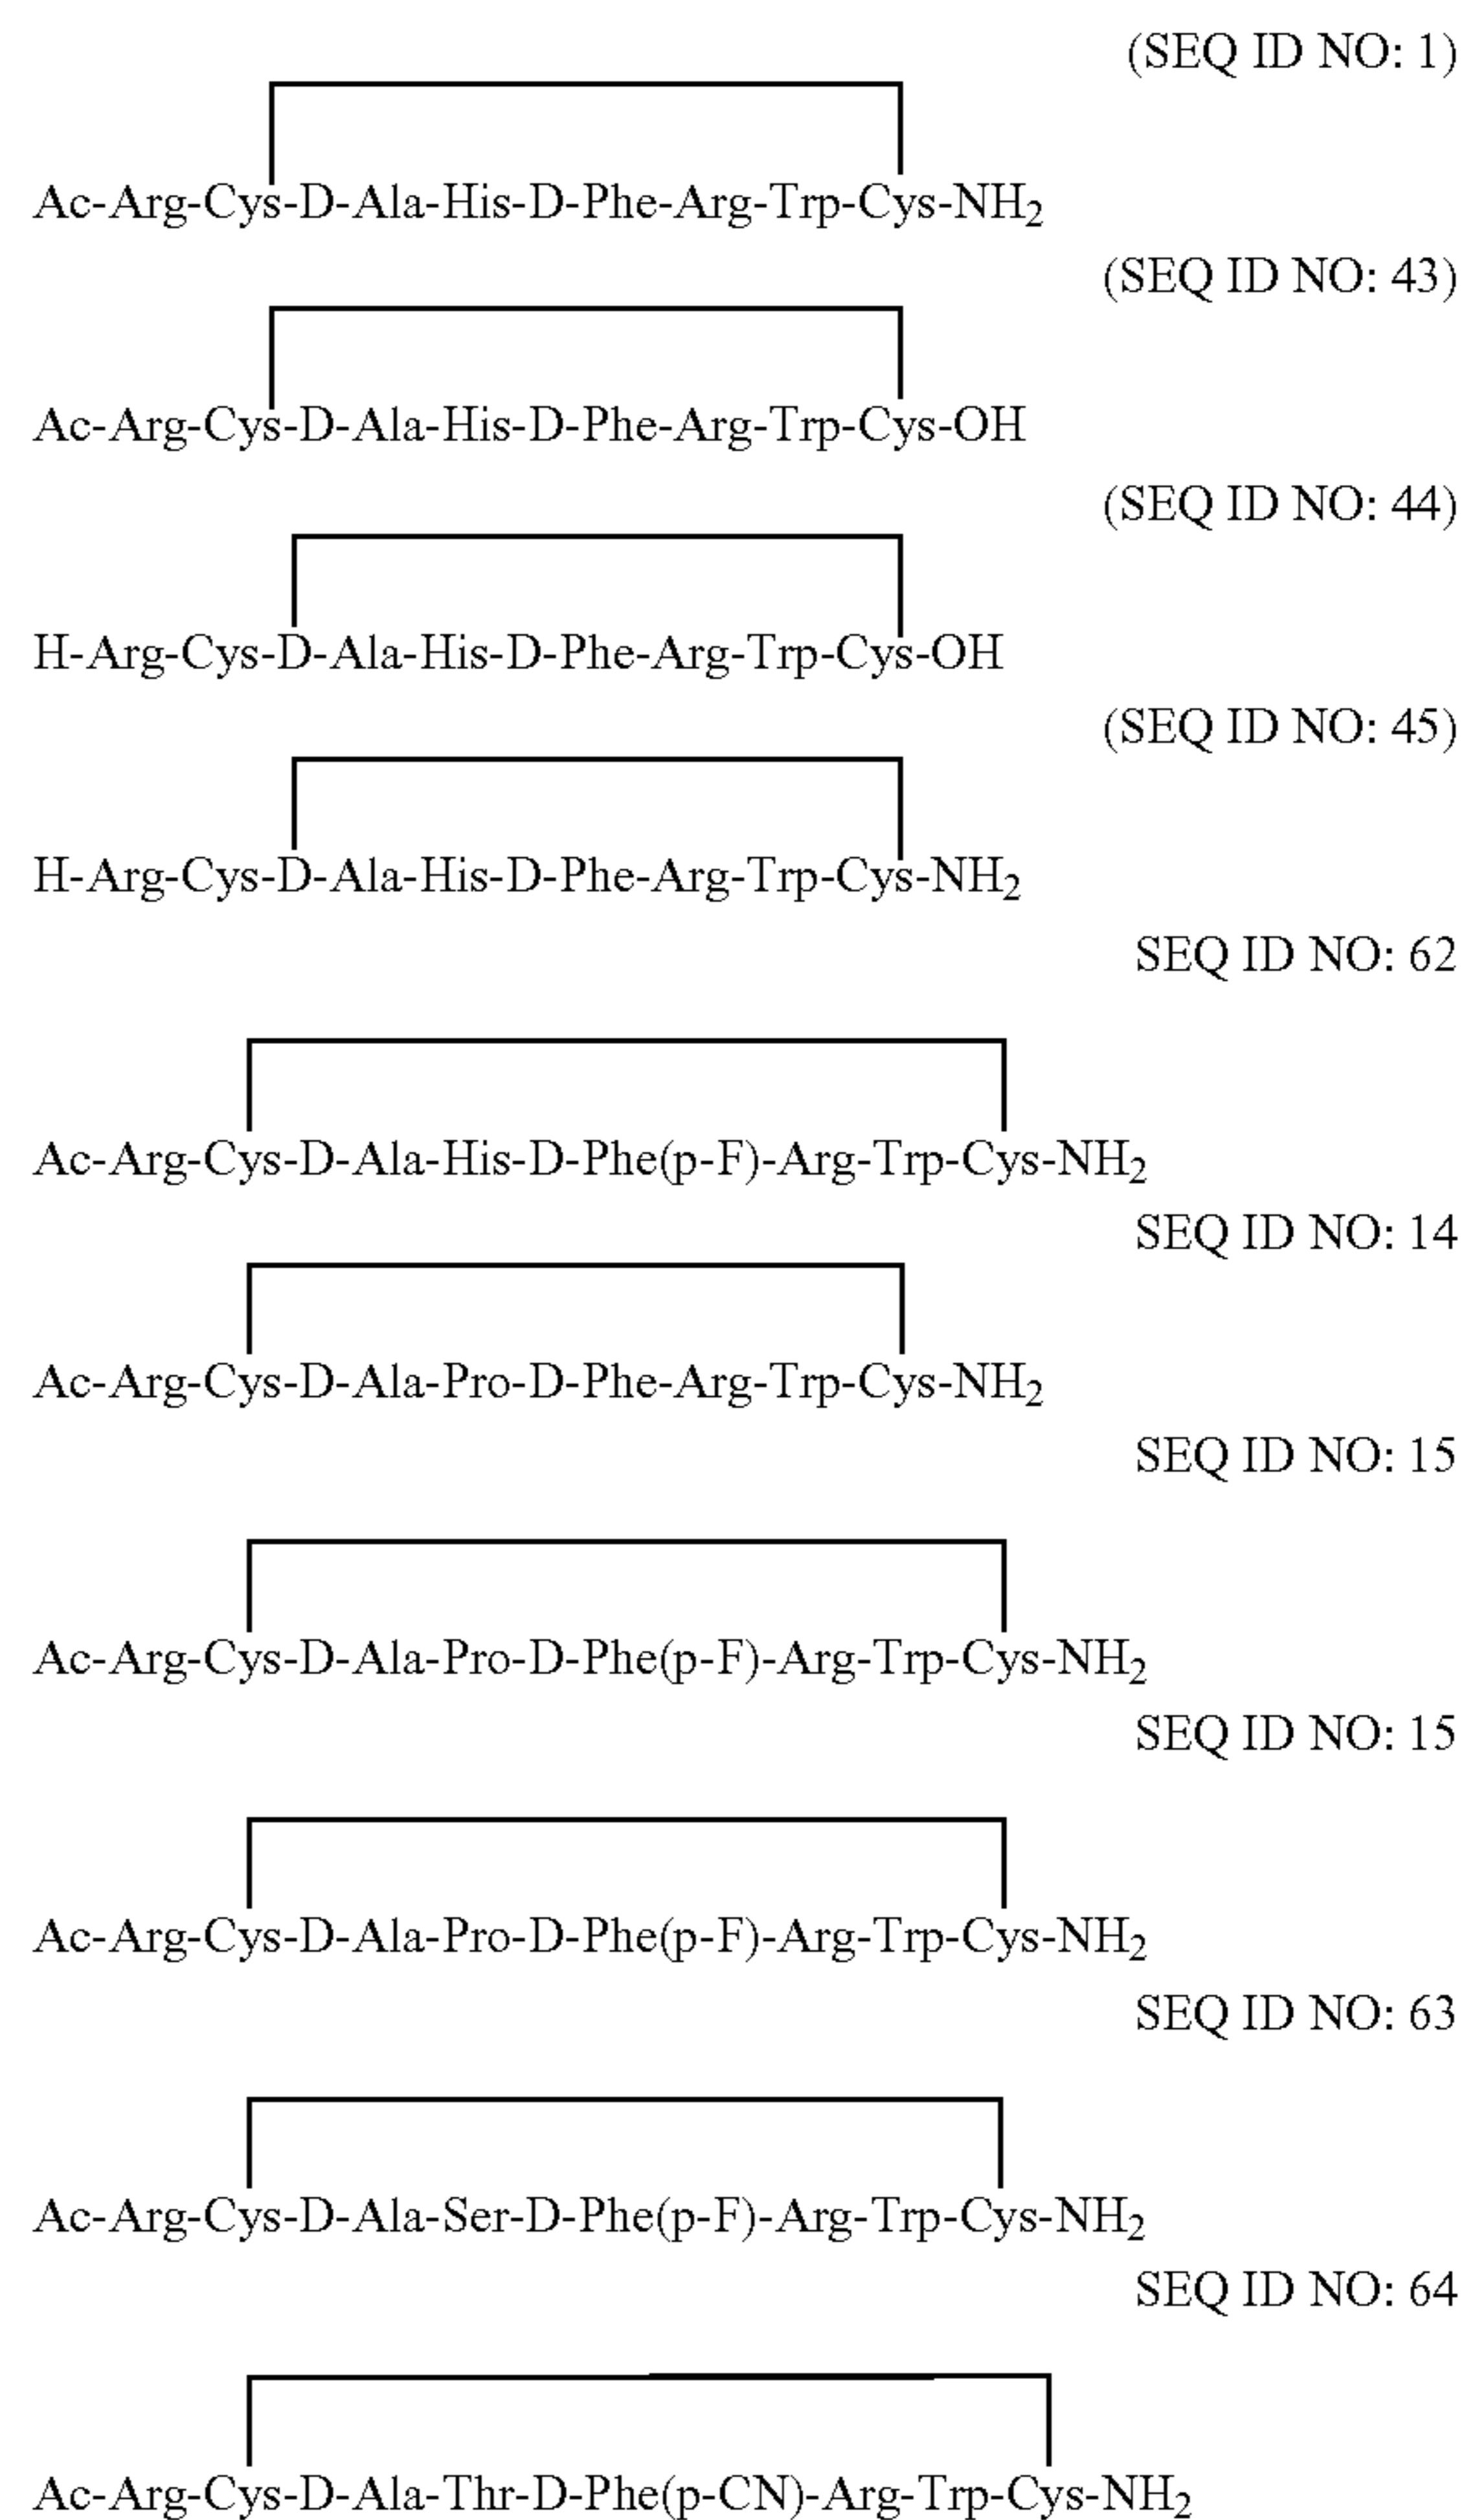 (SEQ ID NO: 1)
Ac-Arg-Cys-D-Ala-His-D-Phe-Arg-Trp-Cys-NH2
(SEQ ID NO: 43)
Ac-Arg-Cys-D-Ala-His-D-Phe-Arg-Trp-Cys-OH
(SEQ ID NO: 44)
H-Arg-Cys-D-Ala-His-D-Phe-Arg-Trp-Cys-OH
(SEQ ID NO: 45)
H-Arg-Cys-D-Ala-His-D-Phe-Arg-Trp-Cys-NH2
SEQ ID NO: 62
Ac-Arg-Cys-D-Ala-His-D-Phe(p-F)-Arg-Trp-Cys-NH2
SEQ ID NO: 14
Ac-Arg-Cys-D-Ala-Pro-D-Phe-Arg-Trp-Cys-NH2
SEQ ID NO: 15
Ac-Arg-Cys-D-Ala-Pro-D-Phe(p-F)-Arg-Trp-Cys-NH2
SEQ ID NO: 15
Ac-Arg-Cys-D-Ala-Pro-D-Phe(p-F)-Arg-Trp-Cys-NH2
SEQ ID NO: 63
Ac-Arg-Cys-D-Ala-Ser-D-Phe(p-F)-Arg-Trp-Cys-NH2
SEQ ID NO: 64
Ac-Arg-Cys-D-Ala-Thr-D-Phe(p-CN)-Arg-Trp-Cys-NH2